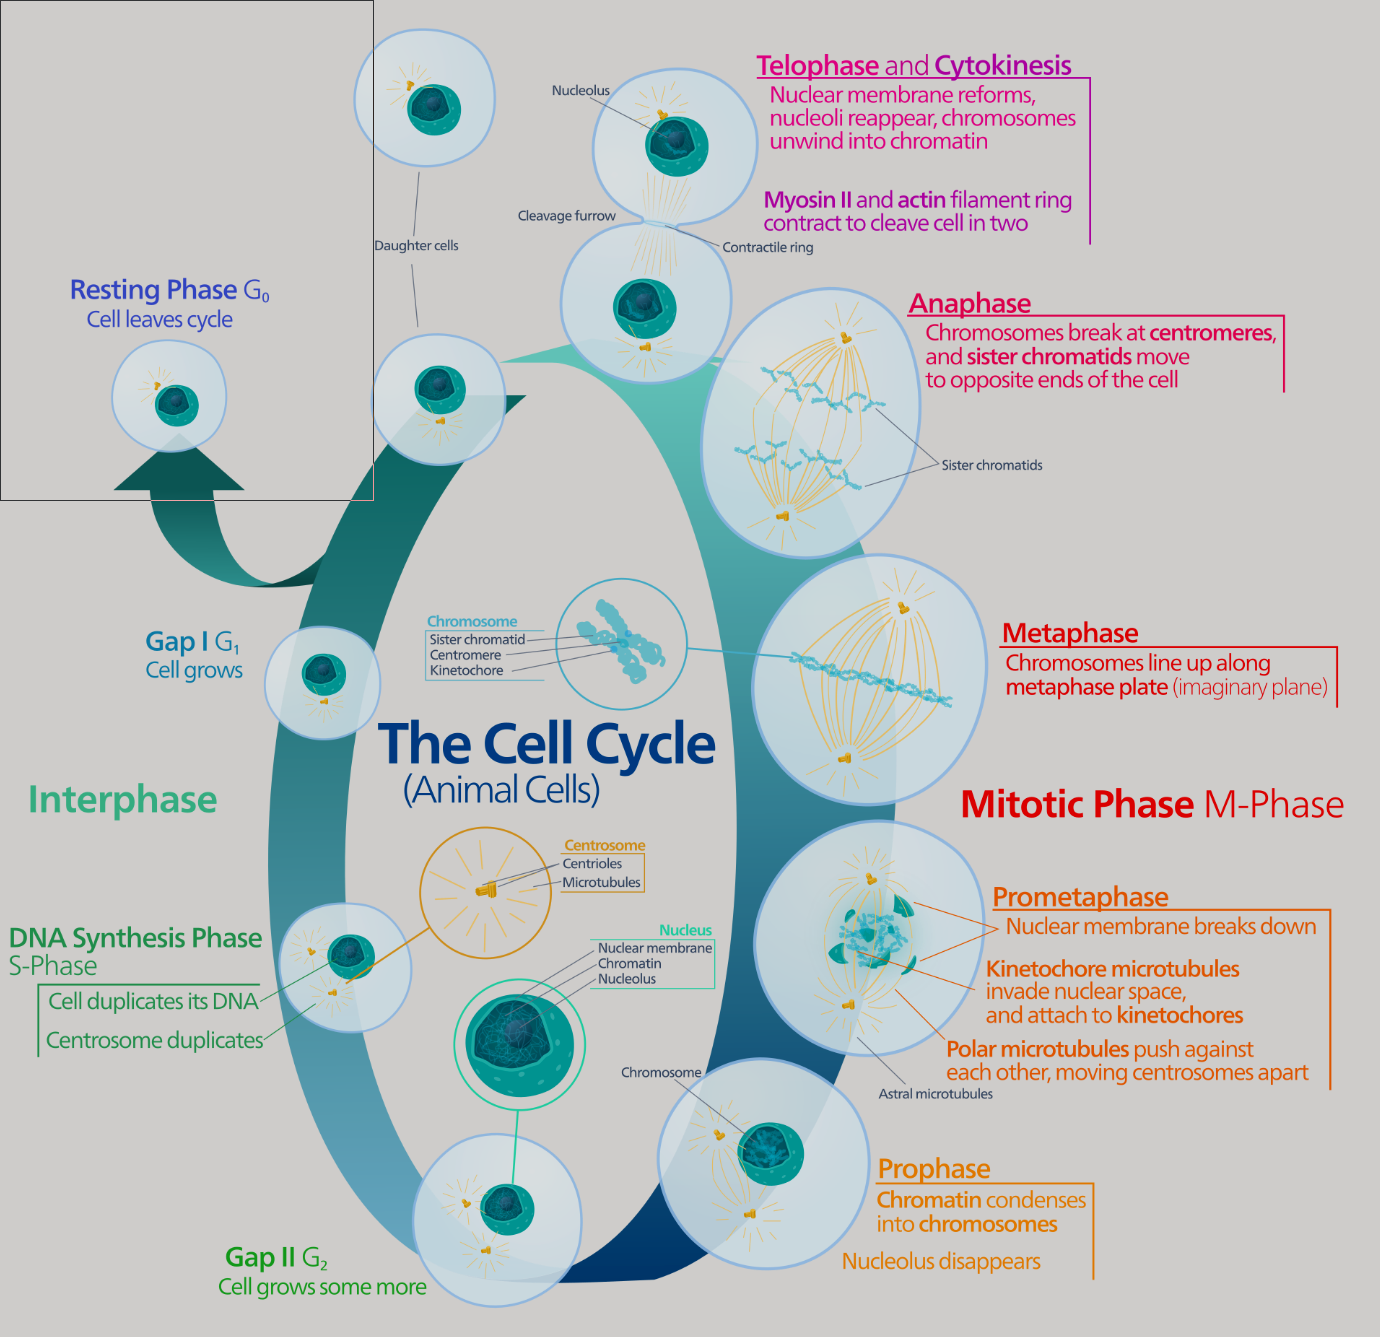 Telophase and Cytokinesis
Nuclear membrane reforms,
nucleoli reappear, chromosomes
unwind into chromatin
Myosin II and actin filament ring
contract to cleave cell in two
Nucleolus
Cleavage furrow
Contractile ring
Daughter cells
Resting Phase G₀
Cell leaves cycle
Anaphase
Chromosomes break at centromeres,
and sister chromatids move
to opposite ends of the cell
Sister chromatids
Gap I G₁
Cell grows
Chromosome
Sister chromatid
Centromere
Kinetochore
Metaphase
Chromosomes line up along
metaphase plate (imaginary plane)
The Cell Cycle
(Animal Cells)
Interphase
Mitotic Phase M-Phase
Centrosome
Centrioles
Microtubules
Prometaphase
Nuclear membrane breaks down
Kinetochore microtubules
invade nuclear space,
and attach to kinetochores
Polar microtubules push against
each other, moving centrosomes apart
Astral microtubules
DNA Synthesis Phase
S-Phase
Cell duplicates its DNA
Centrosome duplicates
Nucleus
Nuclear membrane
Chromatin
Nucleolus
Chromosome
Prophase
Chromatin condenses
into chromosomes
Nucleolus disappears
Gap II G₂
Cell grows some more